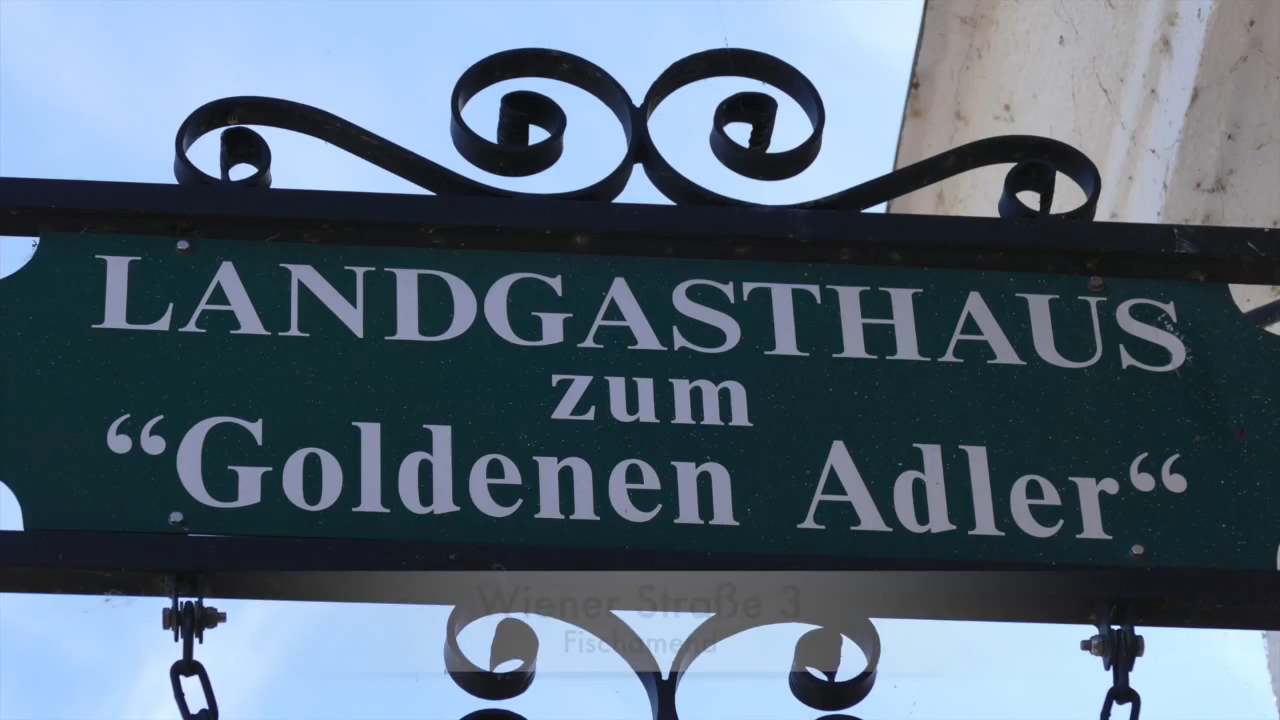 LANDGASTHAUS
zum
“Goldenen Adler“
Wiener Straße 3
Fischamend